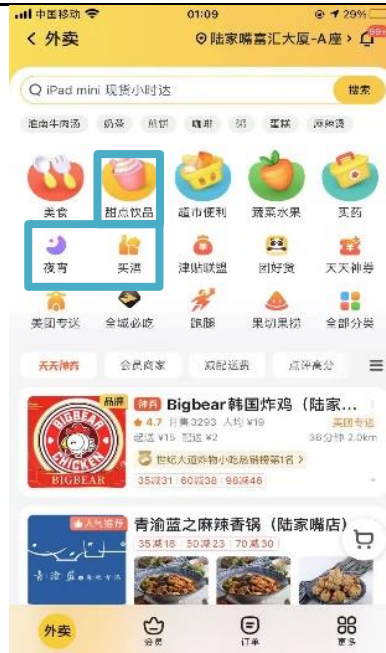 中国移动 01:09 29%
外卖 陆家嘴富汇大厦-A座 99+
iPad mini 现货小时达 搜索
淮南牛肉汤 奶茶 煎饼 咖啡 粥 蛋糕 麻辣烫
美食 甜点饮品 超市便利 蔬菜水果 买药
夜宵 买酒 津贴联盟 团好货 天天神券
美团专送 全城必吃 跑腿 果切果捞 全部分类
天天神券 会员商家 减配送费 点评高分
品牌 神券 Bigbear韩国炸鸡（陆家...
4.7 月售3293 人均 ¥19 美团专送
起送 ¥15 配送 ¥2 36分钟 2.0km
世纪大道炸物小吃热销榜第1名
35减31 60减38 98减46
BIGBEAR
CHICKEN
BIGBEAR
人气推荐 青渝蓝之麻辣香锅（陆家嘴店）
35减18 50减23 70减30
外卖 会员 订单 更多